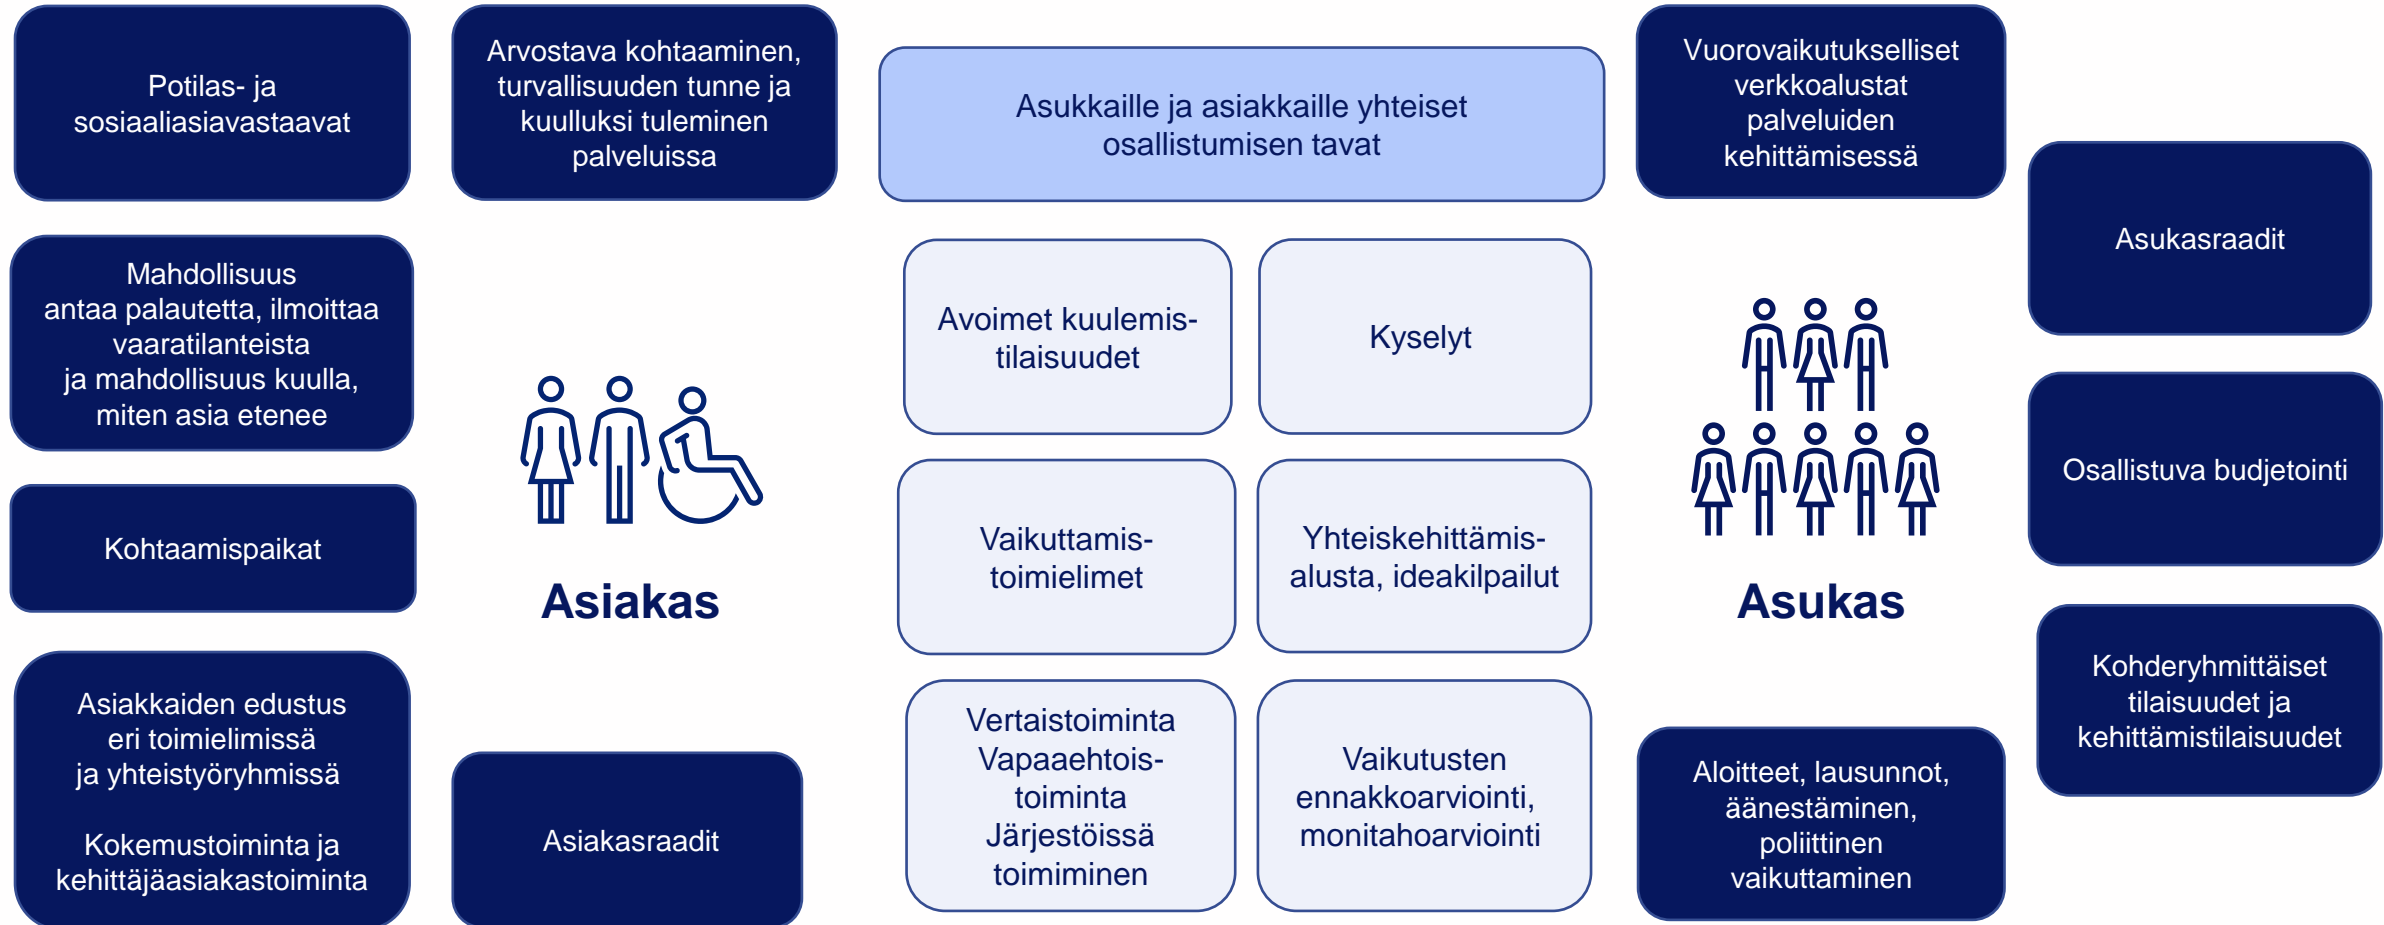 Potilas- ja
sosiaaliasiavastaavat
Mahdollisuus
antaa palautetta, ilmoittaa
vaaratilanteista
ja mahdollisuus kuulla,
miten asia etenee
Kohtaamispaikat
Asiakkaiden edustus
eri toimielimissä
ja yhteistyöryhmissä
Kokemustoiminta ja
kehittäjäasiakastoiminta
Arvostava kohtaaminen,
turvallisuuden tunne ja
kuulluksi tuleminen
palveluissa
Asiakas
Asiakasraadit
Asukkaille ja asiakkaille yhteiset
osallistumisen tavat
Avoimet kuulemis-
tilaisuudet
Kyselyt
Vaikuttamis-
toimielimet
Yhteiskehittämis-
alusta, ideakilpailut
Vertaistoiminta
Vapaaehtois-
toiminta
Järjestöissä
toimiminen
Vaikutusten
ennakkoarviointi,
monitahoarviointi
Vuorovaikutukselliset
verkkoalustat
palveluiden
kehittämisessä
Asukas
Aloitteet, lausunnot,
äänestäminen,
poliittinen
vaikuttaminen
Asukasraadit
Osallistuva budjetointi
Kohderyhmittäiset
tilaisuudet ja
kehittämistilaisuudet